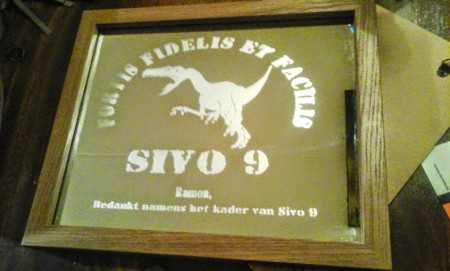 FORTIS FIDELIS ET FACILIS
SIVO 9
Ramon,
Bedankt namens het kader van Sivo 9